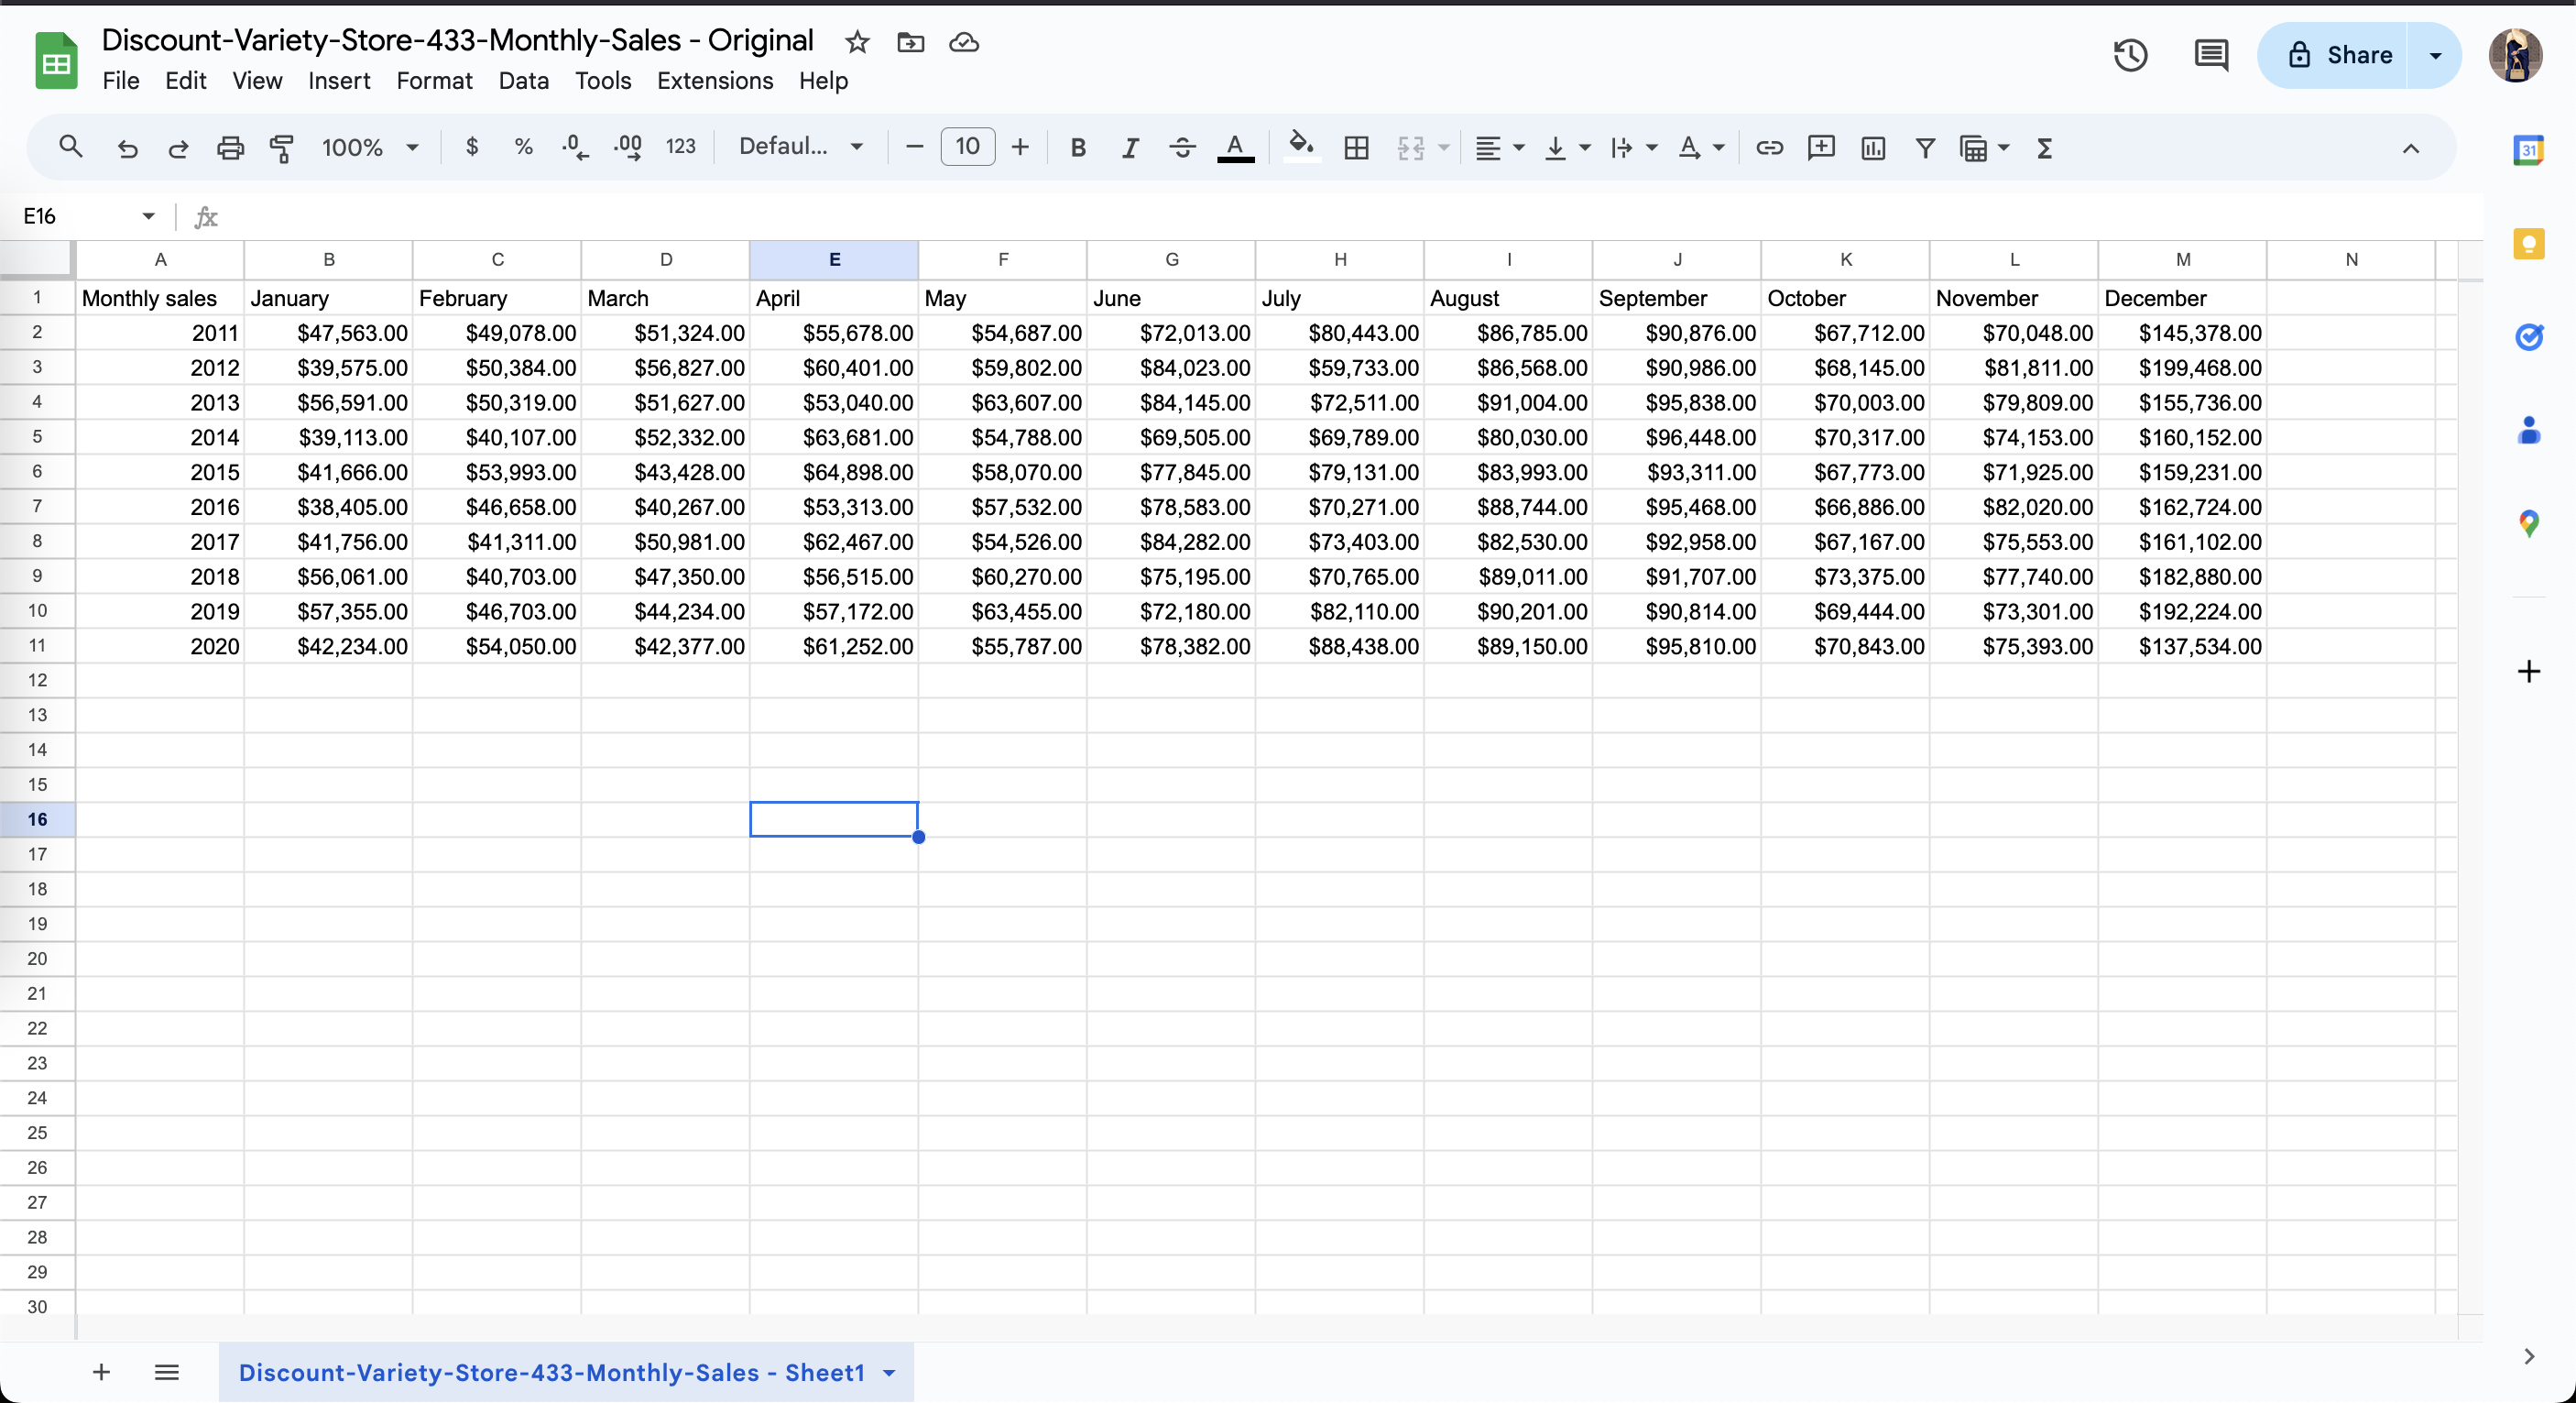 Discount-Variety-Store-433-Monthly-Sales - Original
File Edit View Insert Format Data Tools Extensions Help
Share
100% $ % .0 .00 123 Defaul... 10 B I A A Σ
31
E16 fx
A B C D E F G H I J K L M N
1 Monthly sales January February March April May June July August September October November December
2 2011 $47,563.00 $49,078.00 $51,324.00 $55,678.00 $54,687.00 $72,013.00 $80,443.00 $86,785.00 $90,876.00 $67,712.00 $70,048.00 $145,378.00
3 2012 $39,575.00 $50,384.00 $56,827.00 $60,401.00 $59,802.00 $84,023.00 $59,733.00 $86,568.00 $90,986.00 $68,145.00 $81,811.00 $199,468.00
4 2013 $56,591.00 $50,319.00 $51,627.00 $53,040.00 $63,607.00 $84,145.00 $72,511.00 $91,004.00 $95,838.00 $70,003.00 $79,809.00 $155,736.00
5 2014 $39,113.00 $40,107.00 $52,332.00 $63,681.00 $54,788.00 $69,505.00 $69,789.00 $80,030.00 $96,448.00 $70,317.00 $74,153.00 $160,152.00
6 2015 $41,666.00 $53,993.00 $43,428.00 $64,898.00 $58,070.00 $77,845.00 $79,131.00 $83,993.00 $93,311.00 $67,773.00 $71,925.00 $159,231.00
7 2016 $38,405.00 $46,658.00 $40,267.00 $53,313.00 $57,532.00 $78,583.00 $70,271.00 $88,744.00 $95,468.00 $66,886.00 $82,020.00 $162,724.00
8 2017 $41,756.00 $41,311.00 $50,981.00 $62,467.00 $54,526.00 $84,282.00 $73,403.00 $82,530.00 $92,958.00 $67,167.00 $75,553.00 $161,102.00
9 2018 $56,061.00 $40,703.00 $47,350.00 $56,515.00 $60,270.00 $75,195.00 $70,765.00 $89,011.00 $91,707.00 $73,375.00 $77,740.00 $182,880.00
10 2019 $57,355.00 $46,703.00 $44,234.00 $57,172.00 $63,455.00 $72,180.00 $82,110.00 $90,201.00 $90,814.00 $69,444.00 $73,301.00 $192,224.00
11 2020 $42,234.00 $54,050.00 $42,377.00 $61,252.00 $55,787.00 $78,382.00 $88,438.00 $89,150.00 $95,810.00 $70,843.00 $75,393.00 $137,534.00
12
13
14
15
16
17
18
19
20
21
22
23
24
25
26
27
28
29
30
Discount-Variety-Store-433-Monthly-Sales - Sheet1